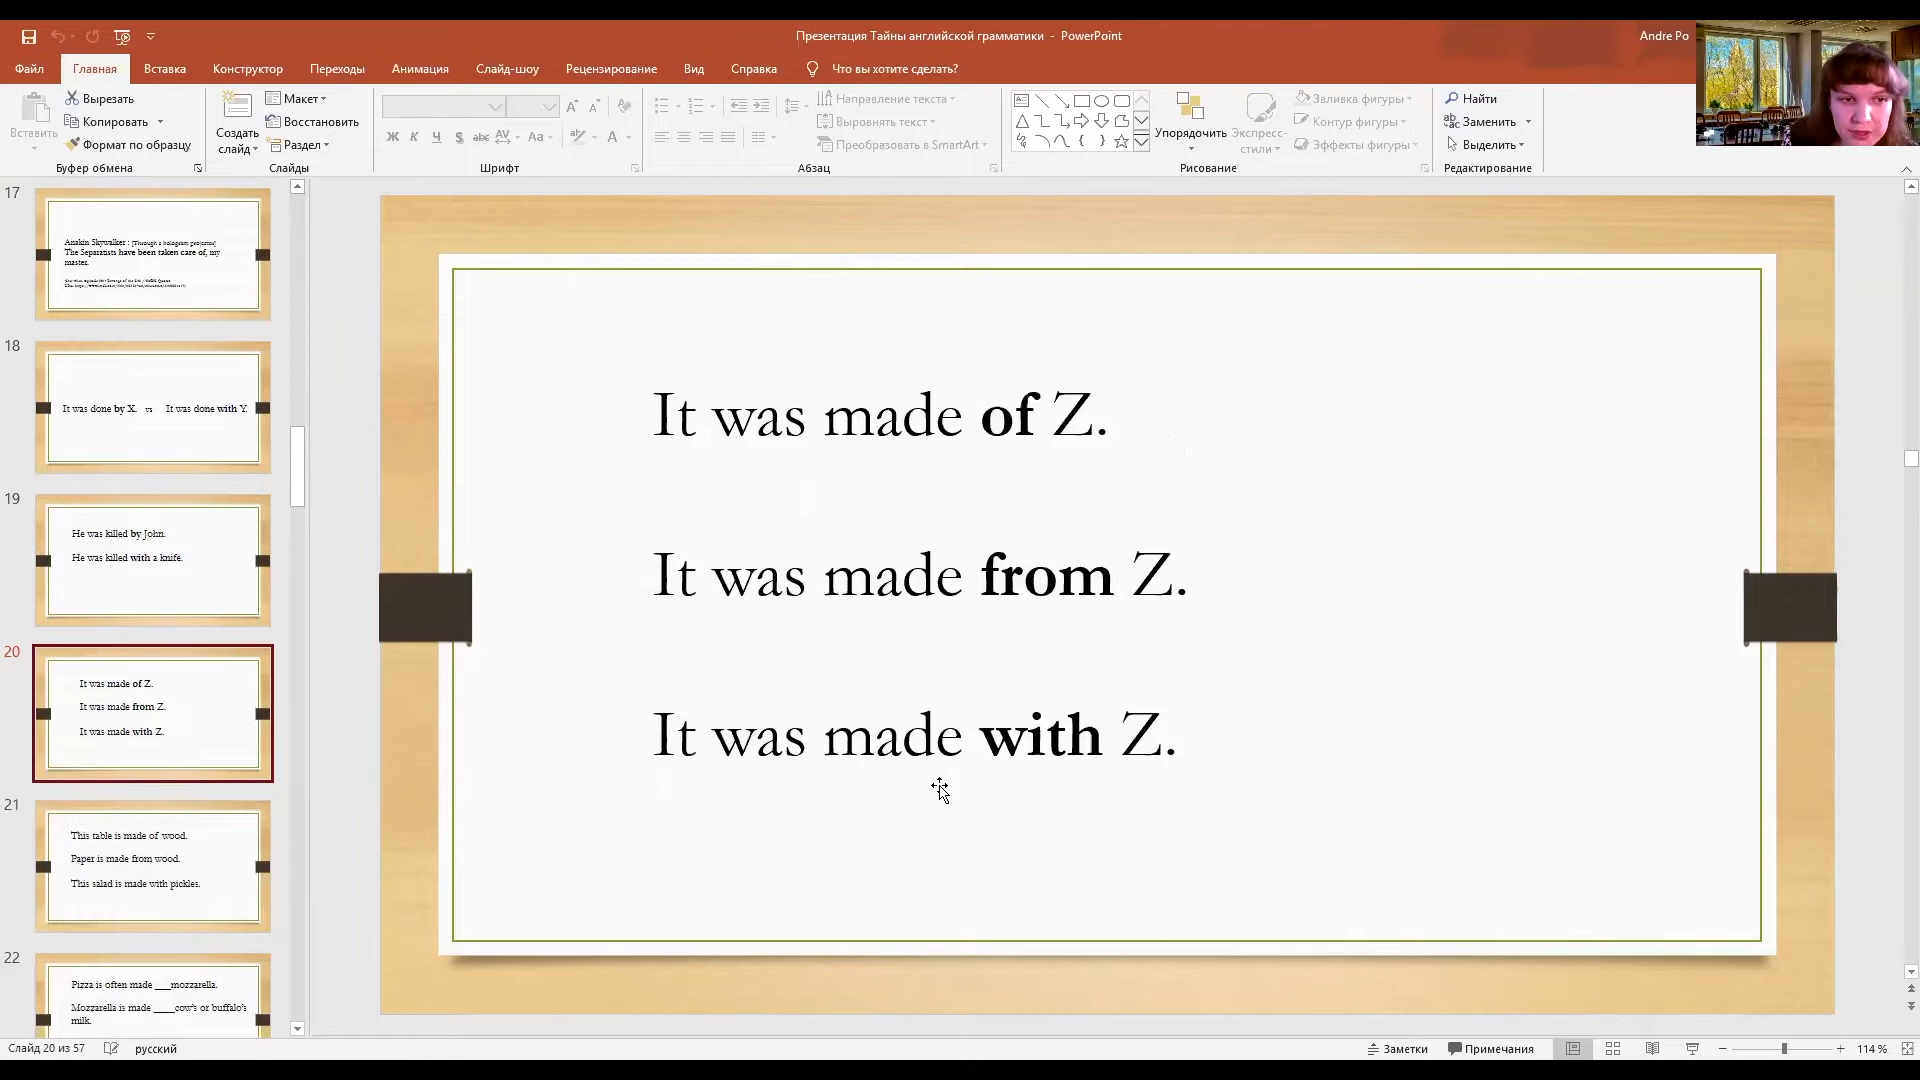 Презентация Тайны английской грамматики - PowerPoint
Andre Po
Файл
Главная
Вставка
Конструктор
Переходы
Анимация
Слайд-шоу
Рецензирование
Вид
Справка
Что вы хотите сделать?
Вставить
Вырезать
Копировать
Формат по образцу
Буфер обмена
Создать
слайд
Макет
Восстановить
Раздел
Слайды
Ж К Ч S abc AV Aa А
Шрифт
Направление текста
Выровнять текст
Преобразовать в SmartArt
Абзац
Упорядочить
Экспресс-
стили
Заливка фигуры
Контур фигуры
Эффекты фигуры
Рисование
Найти
Заменить
Выделить
Редактирование
17
Anakin Skywalker : [Through a hologram projector]
The Separatists have been taken care of, my
master.
18
It was done by X. vs It was done with Y.
19
He was killed by John.
He was killed with a knife.
20
It was made of Z.
It was made from Z.
It was made with Z.
21
This table is made of wood.
Paper is made from wood.
This salad is made with pickles.
22
Pizza is often made ___mozzarella.
Mozzarella is made ____cow's or buffalo's
milk.
It was made of Z.
It was made from Z.
It was made with Z.
Слайд 20 из 57
русский
Заметки
Примечания
114 %